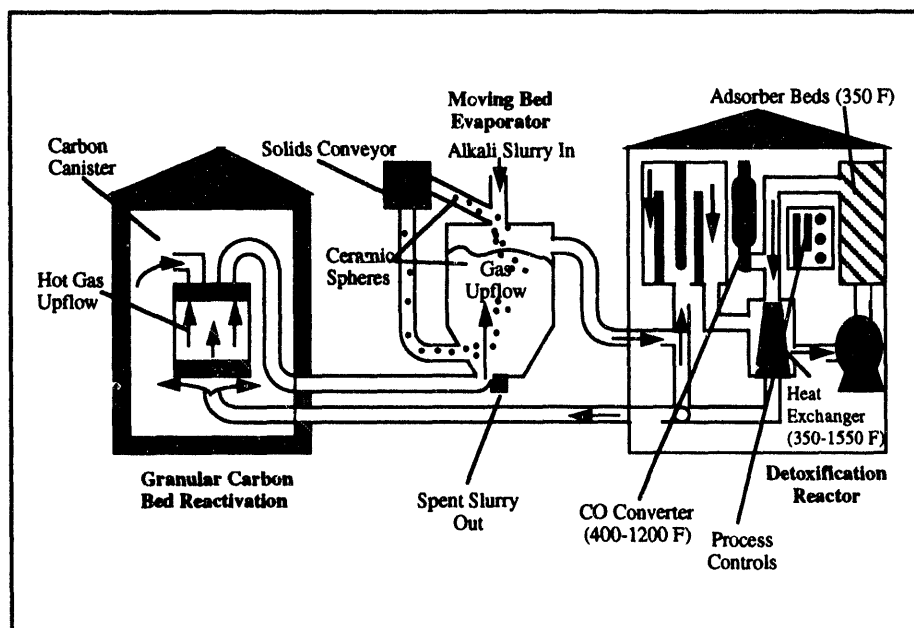 Moving Bed
Evaporator
Alkali Slurry In
Adsorber Beds (350 F)
Carbon
Canister
Solids Conveyor
Ceramic
Spheres
Gas
Upflow
Hot Gas
Upflow
Heat
Exchanger
(350-1550 F)
Granular Carbon
Bed Reactivation
Spent Slurry
Out
CO Converter
(400-1200 F)
Process
Controls
Detoxification
Reactor